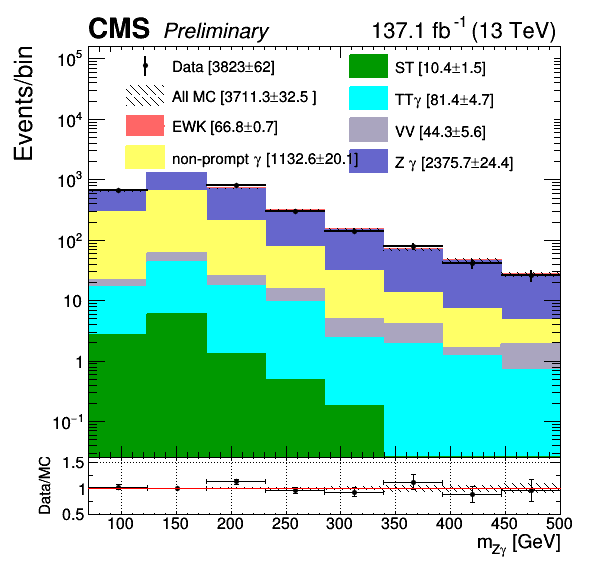 CMS Preliminary 137.1 fb⁻¹ (13 TeV)
Events/bin
Data [3823±62]
All MC [3711.3±32.5 ]
EWK [66.8±0.7]
non-prompt γ [1132.6±20.1]
ST [10.4±1.5]
TTγ [81.4±4.7]
VV [44.3±5.6]
Z γ [2375.7±24.4]
10⁵
10⁴
10³
10²
10
1
10⁻¹
Data/MC
1.5
1
0.5
100 150 200 250 300 350 400 450 500
m_Zγ [GeV]